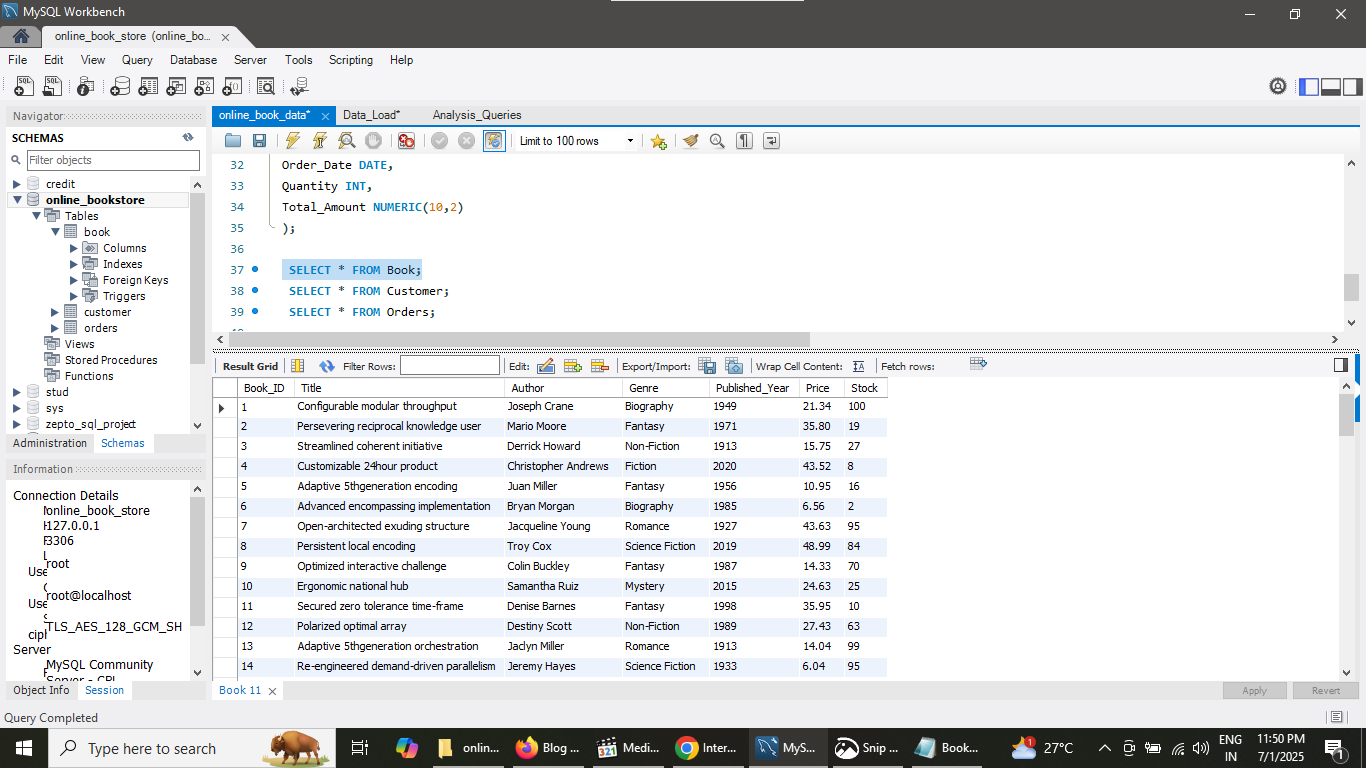 MySQL Workbench
online_book_store (online_bo...
File Edit View Query Database Server Tools Scripting Help
Navigator
SCHEMAS
Filter objects
credit
online_bookstore
Tables
book
Columns
Indexes
Foreign Keys
Triggers
customer
orders
Views
Stored Procedures
Functions
stud
sys
zepto_sql_project
Administration Schemas
Information
Connection Details
online_book_store
127.0.0.1
3306
root
Use
root@localhost
Use
TLS_AES_128_GCM_SH
Server
MySQL Community
Object Info Session
online_book_data* Data_Load* Analysis_Queries
Limit to 100 rows
32 Order_Date DATE,
33 Quantity INT,
34 Total_Amount NUMERIC(10,2)
35 );
36
37 SELECT * FROM Book;
38 SELECT * FROM Customer;
39 SELECT * FROM Orders;
Result Grid Filter Rows: Edit: Export/Import: Wrap Cell Content: Fetch rows:
Book_ID Title Author Genre Published_Year Price Stock
1 Configurable modular throughput Joseph Crane Biography 1949 21.34 100
2 Persevering reciprocal knowledge user Mario Moore Fantasy 1971 35.80 19
3 Streamlined coherent initiative Derrick Howard Non-Fiction 1913 15.75 27
4 Customizable 24hour product Christopher Andrews Fiction 2020 43.52 8
5 Adaptive 5thgeneration encoding Juan Miller Fantasy 1956 10.95 16
6 Advanced encompassing implementation Bryan Morgan Biography 1985 6.56 2
7 Open-architected exuding structure Jacqueline Young Romance 1927 43.63 95
8 Persistent local encoding Troy Cox Science Fiction 2019 48.99 84
9 Optimized interactive challenge Colin Buckley Fantasy 1987 14.33 70
10 Ergonomic national hub Samantha Ruiz Mystery 2015 24.63 25
11 Secured zero tolerance time-frame Denise Barnes Fantasy 1998 35.95 10
12 Polarized optimal array Destiny Scott Non-Fiction 1989 27.43 63
13 Adaptive 5thgeneration orchestration Jaclyn Miller Romance 1913 14.04 99
14 Re-engineered demand-driven parallelism Jeremy Hayes Science Fiction 1933 6.04 95
Book 11
Apply Revert
Query Completed
Type here to search
onlin... Blog ... Medi... Inter... MyS... Snip ... Book...
27°C
ENG
IN
11:50 PM
7/1/2025
1